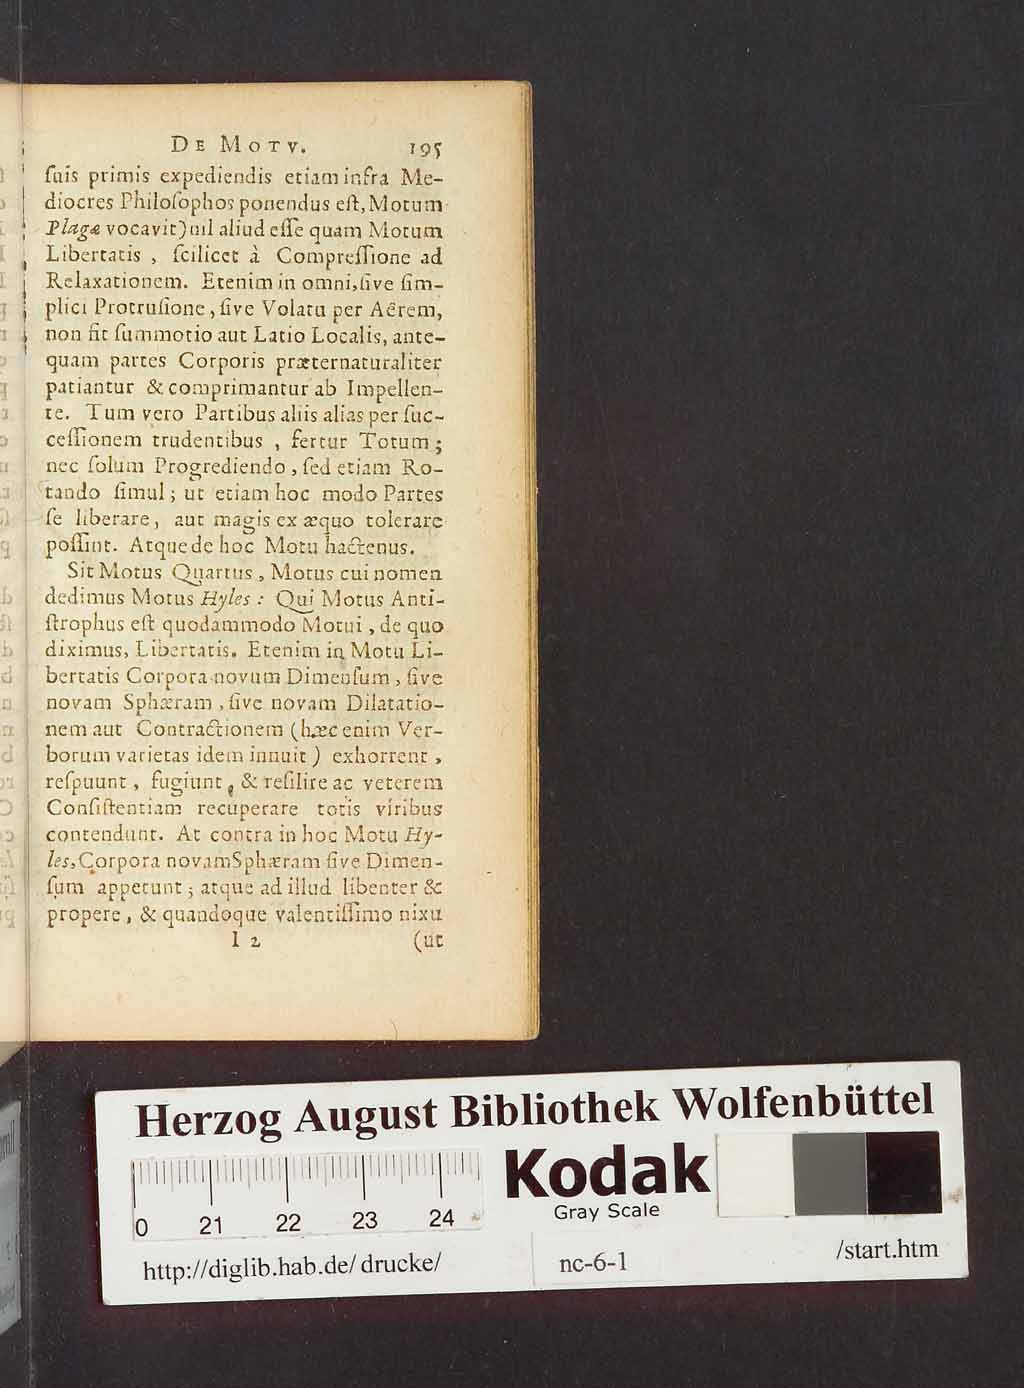 DE MOTV. 195
ſuis primis expediendis etiam infra Me-
diocres Philoſophos ponendus eſt, Motum
Plagæ vocavit) nil aliud eſſe quam Motum
Libertatis , ſcilicet à Compreſſione ad
Relaxationem. Etenim in omni, ſive ſim-
plici Protruſione, ſive Volatu per Aërem,
non fit ſummotio aut Latio Localis, ante-
quam partes Corporis præternaturaliter
patiantur & comprimantur ab Impellen-
te. Tum vero Partibus aliis alias per ſuc-
ceſſionem trudentibus , fertur Totum;
nec ſolum Progrediendo, ſed etiam Ro-
tando ſimul; ut etiam hoc modo Partes
ſe liberare, aut magis ex æquo tolerare
poſſint. Atque de hoc Motu hactenus.
Sit Motus Quartus, Motus cui nomen
dedimus Motus Hyles : Qui Motus Anti-
ſtrophus eſt quodammodo Motui, de quo
diximus, Libertatis. Etenim in Motu Li-
bertatis Corpora novum Dimenſum, ſive
novam Sphæram, ſive novam Dilatatio-
nem aut Contractionem (hæc enim Ver-
borum varietas idem innuit ) exhorrent ,
reſpuunt, fugiunt, & reſilire ac veterem
Conſiſtentiam recuperare totis viribus
contendunt. At contra in hoc Motu Hy-
les, Corpora novam Sphæram ſive Dimen-
ſum appetunt; atque ad illud libenter &
propere, & quandoque valentiſſimo nixu
I 2 (ut
Herzog August Bibliothek Wolfenbüttel
Kodak
Gray Scale
0 21 22 23 24
http://diglib.hab.de/ drucke/ nc-6-1 /start.htm